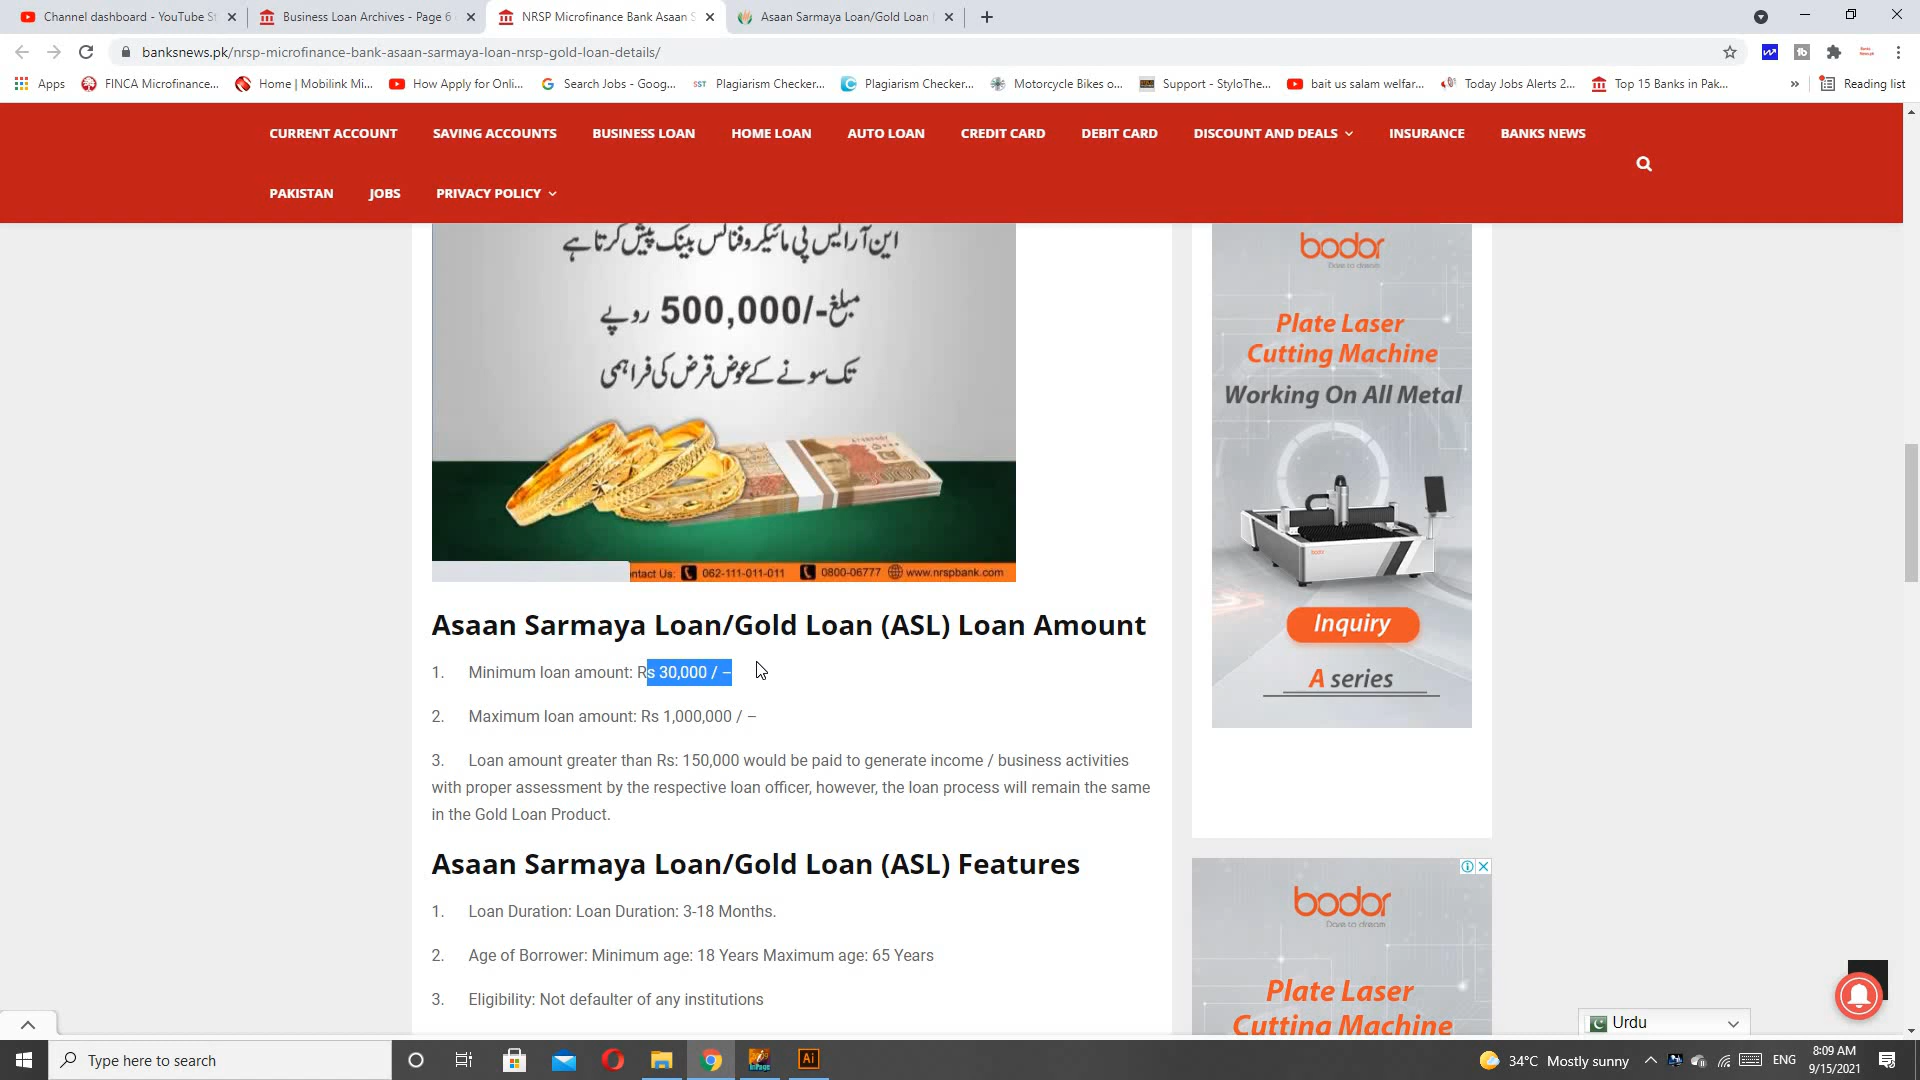 Channel dashboard - YouTube St
Business Loan Archives - Page 6
NRSP Microfinance Bank Asaan S
Asaan Sarmaya Loan/Gold Loan
banksnews.pk/nrsp-microfinance-bank-asaan-sarmaya-loan-nrsp-gold-loan-details/
Apps
FINCA Microfinance...
Home | Mobilink Mi...
How Apply for Onli...
Search Jobs - Goog...
SST Plagiarism Checker...
Plagiarism Checker...
Motorcycle Bikes o...
Support - StyloThe...
bait us salam welfar...
Today Jobs Alerts 2...
Top 15 Banks in Pak...
»
Reading list
CURRENT ACCOUNT
SAVING ACCOUNTS
BUSINESS LOAN
HOME LOAN
AUTO LOAN
CREDIT CARD
DEBIT CARD
DISCOUNT AND DEALS
INSURANCE
BANKS NEWS
PAKISTAN
JOBS
PRIVACY POLICY
این آر ایس پی مائیکرو فنانس بینک پیش کرتا ہے
مبلغ -/500,000 روپے
تک سونے کے عوض قرض کی فراہمی
ntact Us: 062-111-011-011 0800-06777 www.nrspbank.com
bodor
Dare to dream
Plate Laser
Cutting Machine
Working On All Metal
bodor
Inquiry
A series
Asaan Sarmaya Loan/Gold Loan (ASL) Loan Amount
1. Minimum loan amount: Rs 30,000 / –
2. Maximum loan amount: Rs 1,000,000 / –
3. Loan amount greater than Rs: 150,000 would be paid to generate income / business activities
with proper assessment by the respective loan officer, however, the loan process will remain the same
in the Gold Loan Product.
Asaan Sarmaya Loan/Gold Loan (ASL) Features
1. Loan Duration: Loan Duration: 3-18 Months.
2. Age of Borrower: Minimum age: 18 Years Maximum age: 65 Years
3. Eligibility: Not defaulter of any institutions
bodor
Dare to dream
Plate Laser
Cutting Machine
Urdu
Type here to search
Ai
34°C Mostly sunny
ENG
8:09 AM
9/15/2021